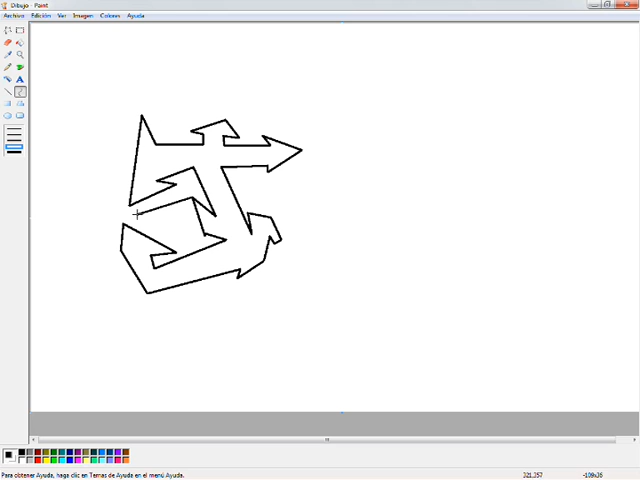 Dibujo - Paint
Archivo Edición Ver Imagen Colores Ayuda
A
Para obtener Ayuda, haga clic en Temas de Ayuda en el menú Ayuda. 321,357 -109x36